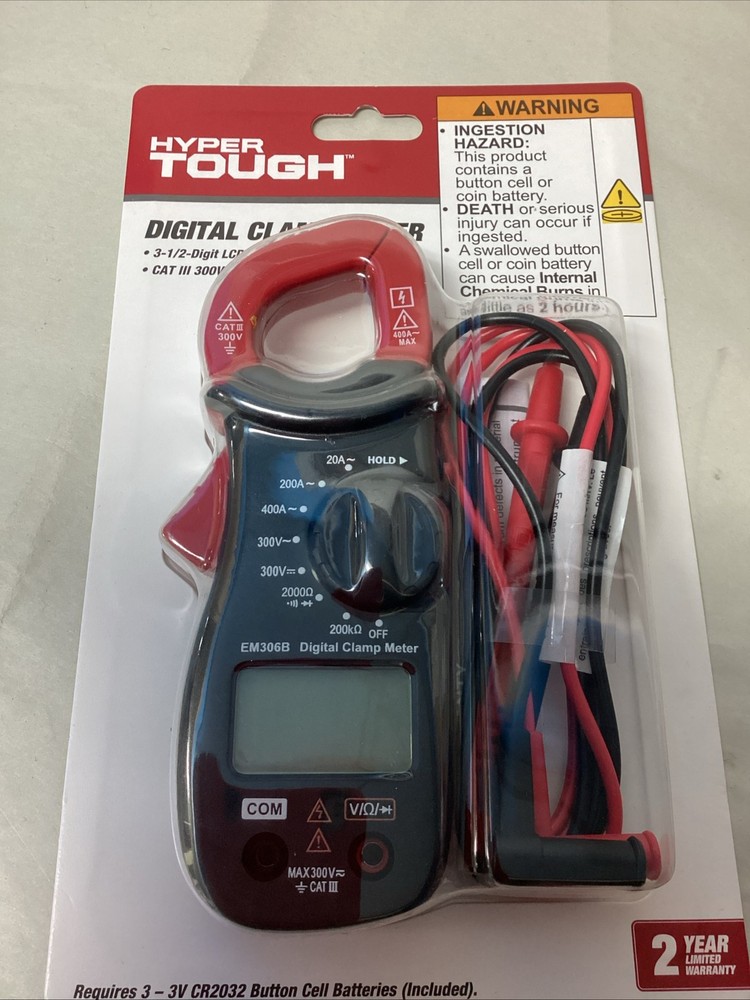 HYPER
TOUGH™
DIGITAL CLAMP METER
• 3-1/2-Digit LCD
• CAT III 300V
WARNING
• INGESTION
HAZARD:
This product
contains a
button cell or
coin battery.
• DEATH or serious
injury can occur if
ingested.
• A swallowed button
cell or coin battery
can cause Internal
Chemical Burns in
as little as 2 hours.
CAT III
300V
400A~
MAX
20A~
HOLD ►
200A~
400A~
300V~
300V⎓
2000Ω
200kΩ
OFF
EM306B Digital Clamp Meter
COM
V/Ω/
MAX 300V
CAT III
2 YEAR
LIMITED
WARRANTY
Requires 3 – 3V CR2032 Button Cell Batteries (Included).